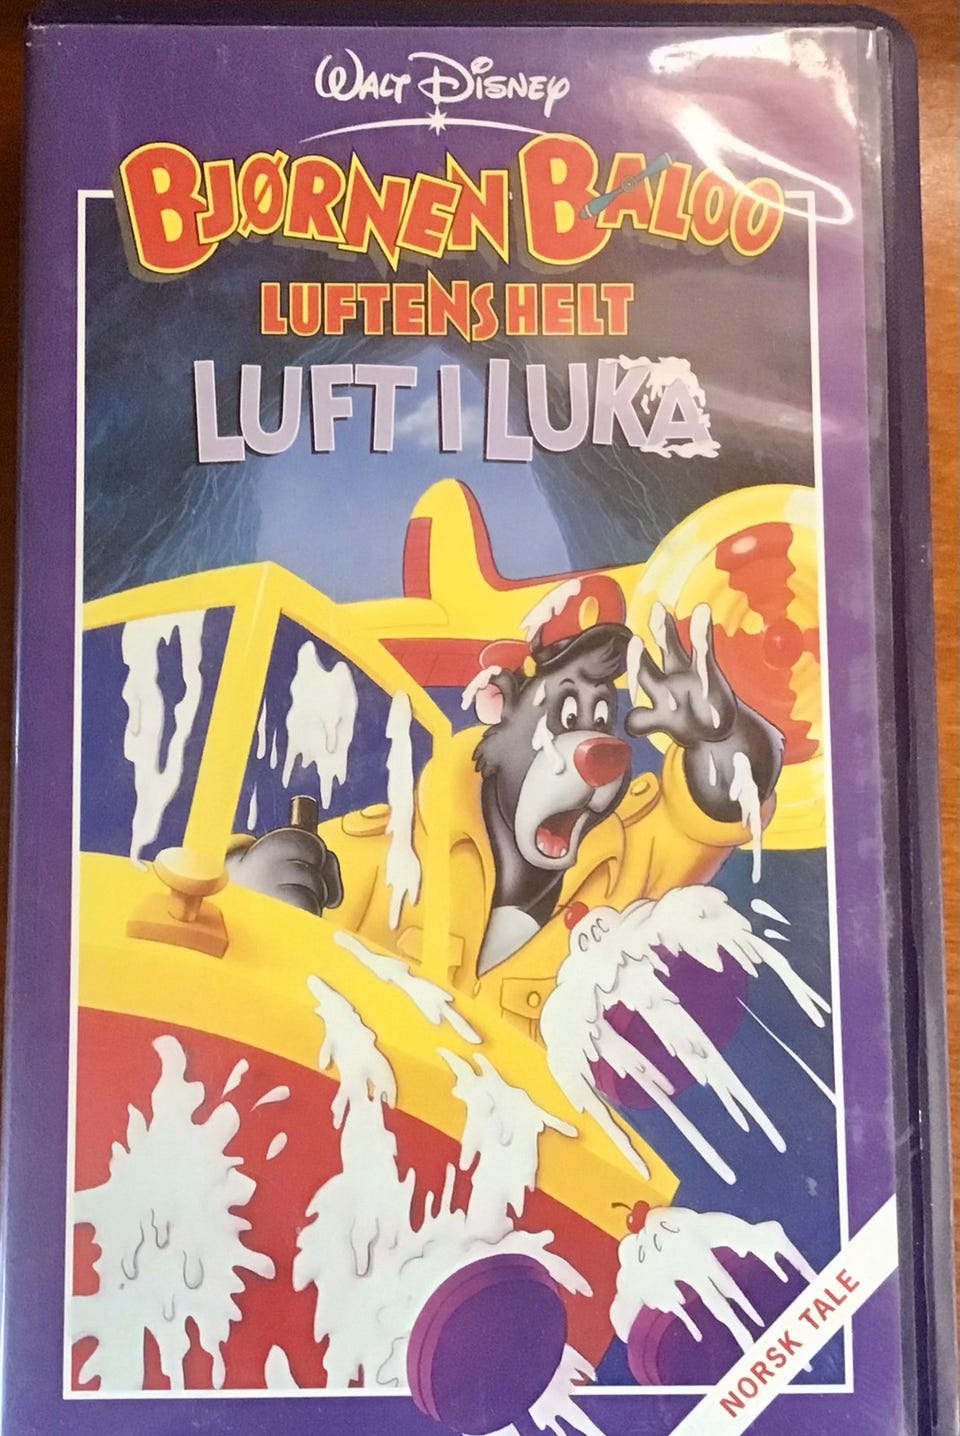 WALT DISNEY
BJØRNEN BALOO
LUFTENS HELT
LUFT I LUKA
NORSK TALE